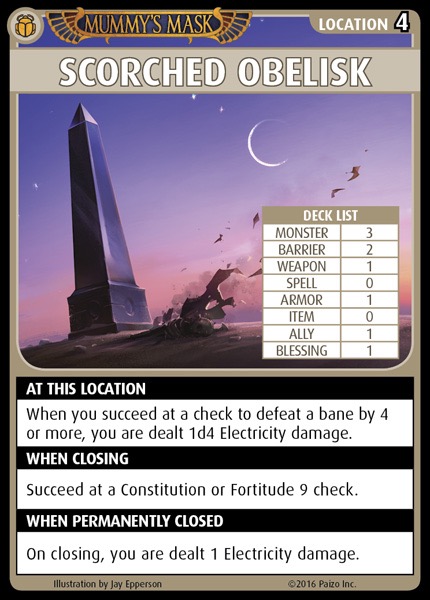 MUMMY'S MASK
LOCATION 4
SCORCHED OBELISK
DECK LIST
MONSTER 3
BARRIER 2
WEAPON 1
SPELL 0
ARMOR 1
ITEM 0
ALLY 1
BLESSING 1
AT THIS LOCATION
When you succeed at a check to defeat a bane by 4
or more, you are dealt 1d4 Electricity damage.
WHEN CLOSING
Succeed at a Constitution or Fortitude 9 check.
WHEN PERMANENTLY CLOSED
On closing, you are dealt 1 Electricity damage.
Illustration by Jay Epperson ©2016 Paizo Inc.